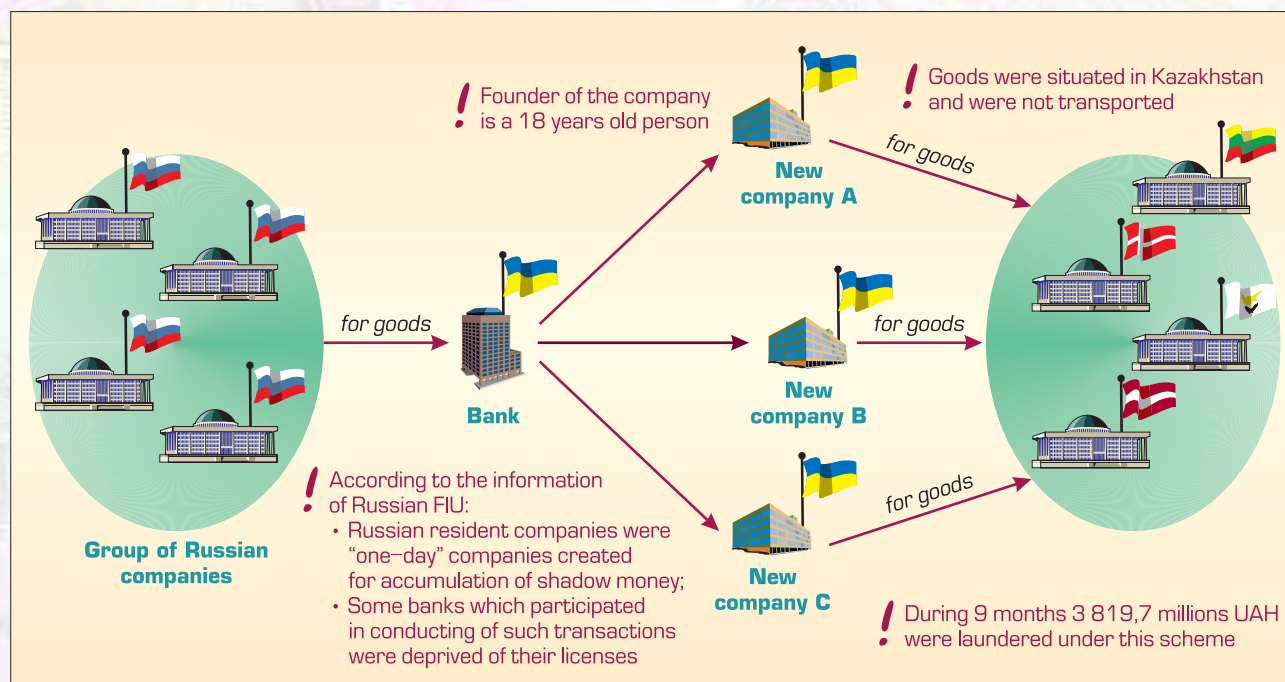 ! Founder of the company
is a 18 years old person
! Goods were situated in Kazakhstan
and were not transported
New
company A
for goods
for goods
Bank
New
company B
for goods
Group of Russian
companies
! According to the information
of Russian FIU:
• Russian resident companies were
“one–day” companies created
for accumulation of shadow money;
• Some banks which participated
in conducting of such transactions
were deprived of their licenses
New
company C
for goods
! During 9 months 3 819,7 millions UAH
were laundered under this scheme